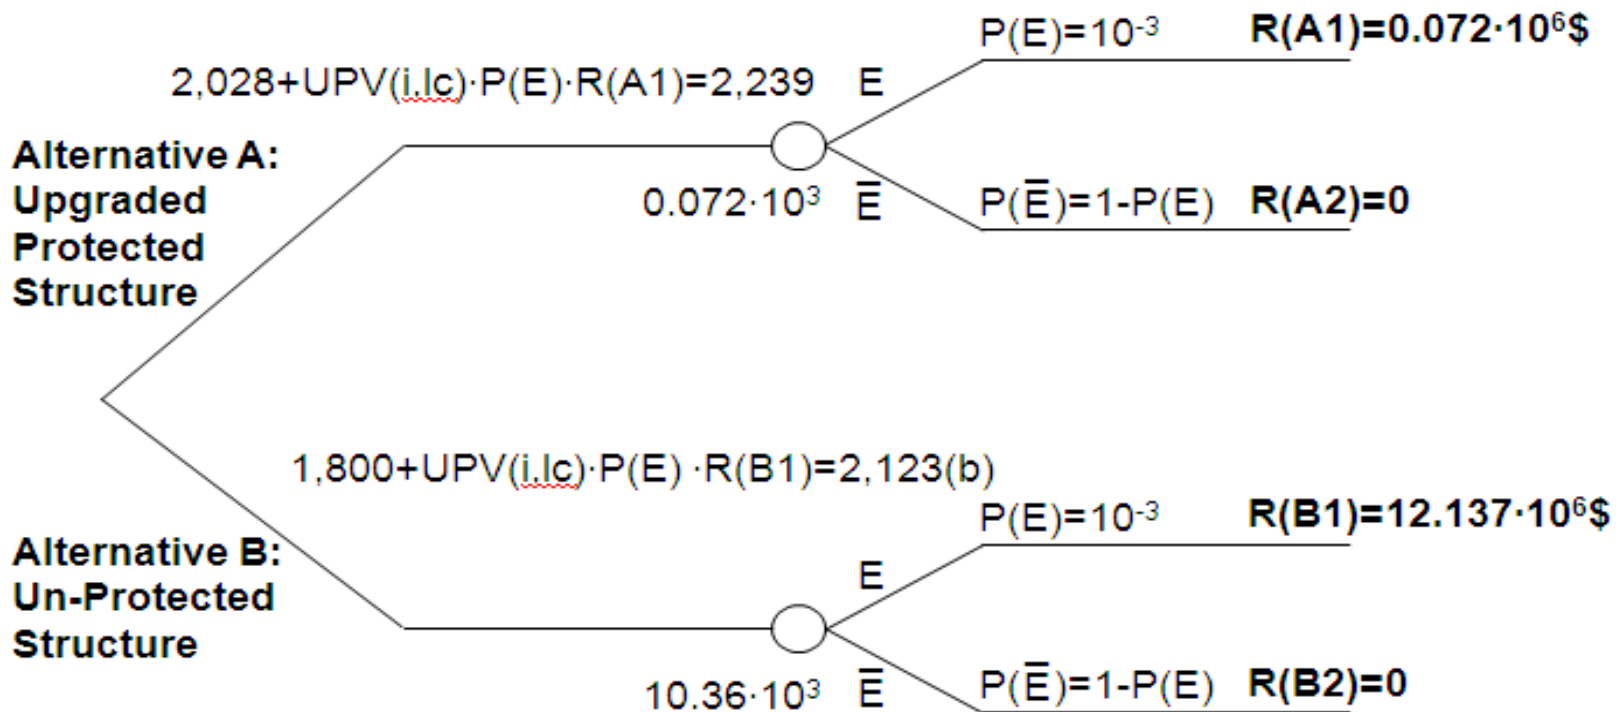 P(E)=10⁻³ R(A1)=0.072·10⁶$
2,028+UPV(i.lc)·P(E)·R(A1)=2,239 E
Alternative A:
Upgraded
Protected
Structure
0.072·10³ E̅ P(E̅)=1-P(E) R(A2)=0
1,800+UPV(i.lc)·P(E) ·R(B1)=2,123(b)
P(E)=10⁻³ R(B1)=12.137·10⁶$
Alternative B:
Un-Protected
Structure
E
10.36·10³ E̅ P(E̅)=1-P(E) R(B2)=0